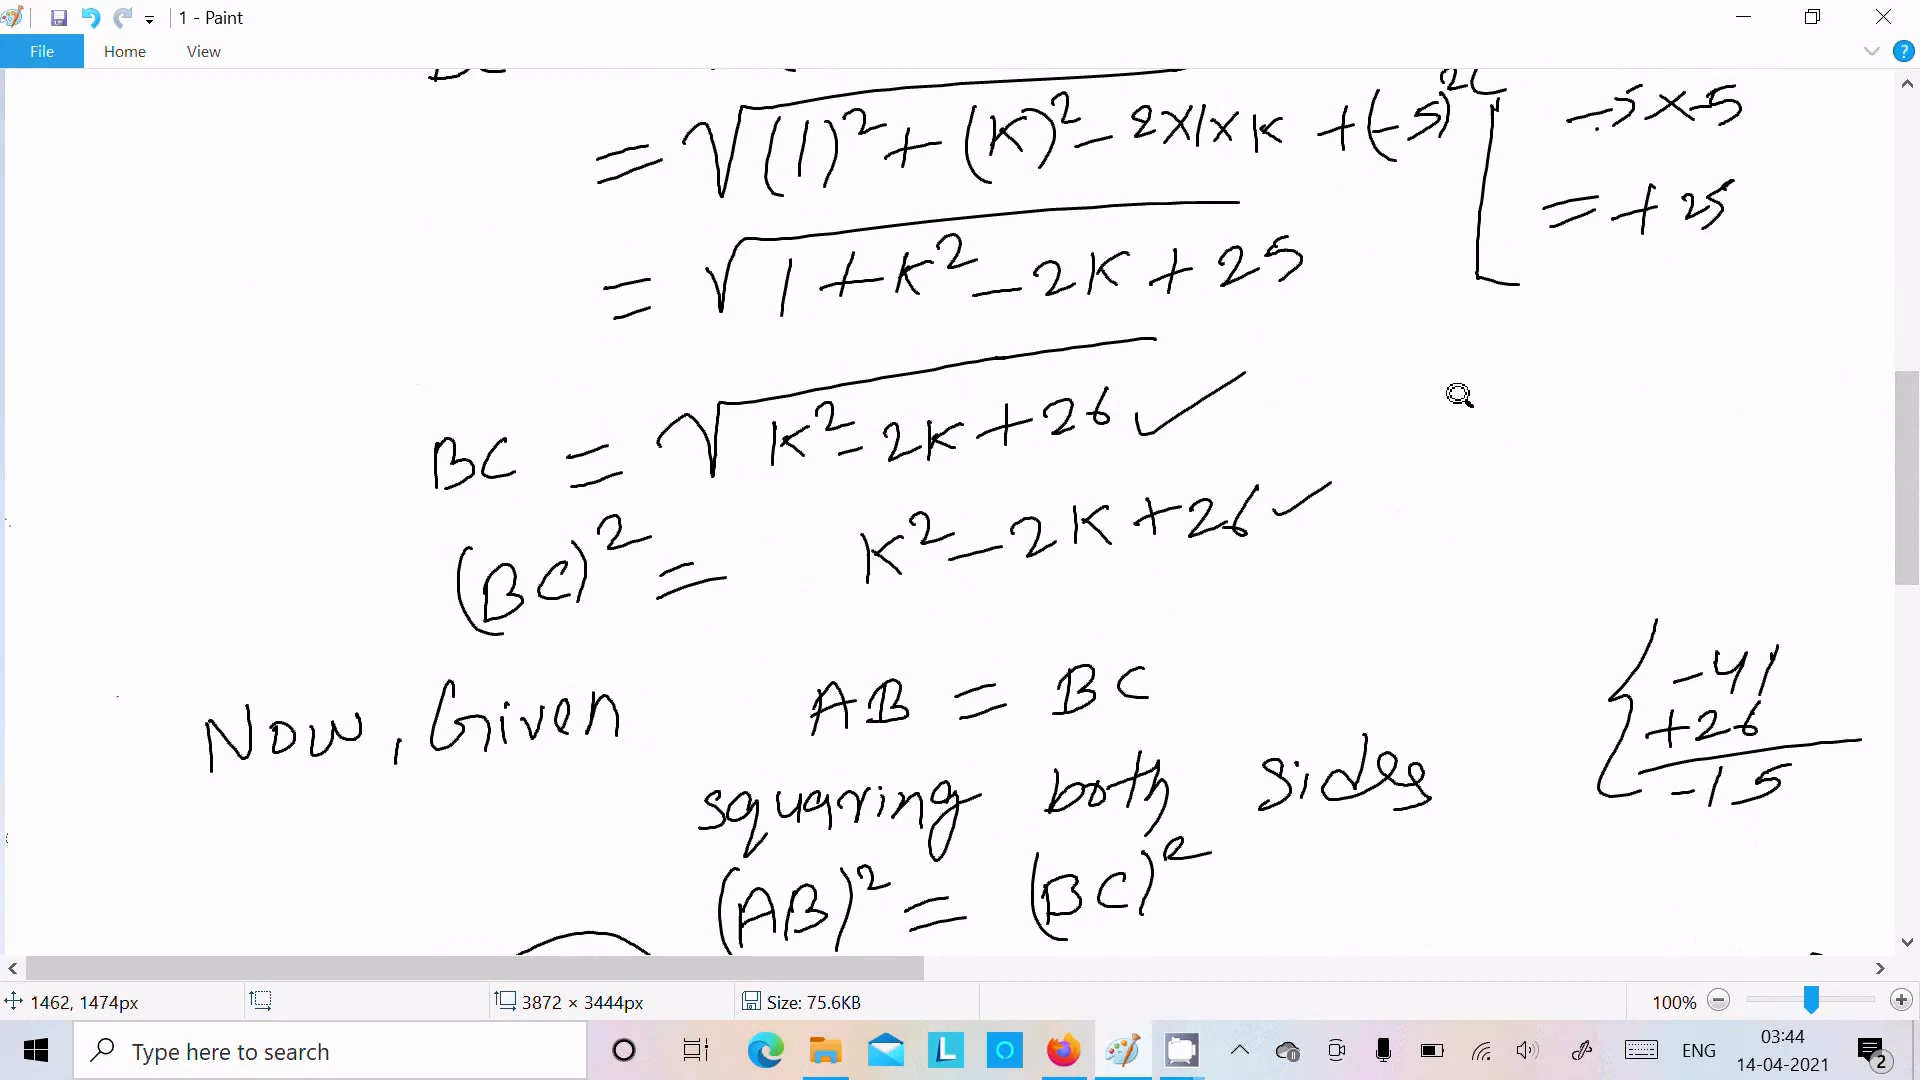 1 - Paint
File Home View
= √(1)² + (K)² - 2×1×K + (-5)²
-5×-5
= +25
= √1 + K² - 2K + 25
BC = √K² - 2K + 26 ✓
(BC)² = K² - 2K + 26 ✓
Now, Given AB = BC
-41
+26
-15
squaring both sides
(AB)² = (BC)²
1462, 1474px
3872 × 3444px
Size: 75.6KB
100%
Type here to search
ENG
03:44
14-04-2021
2